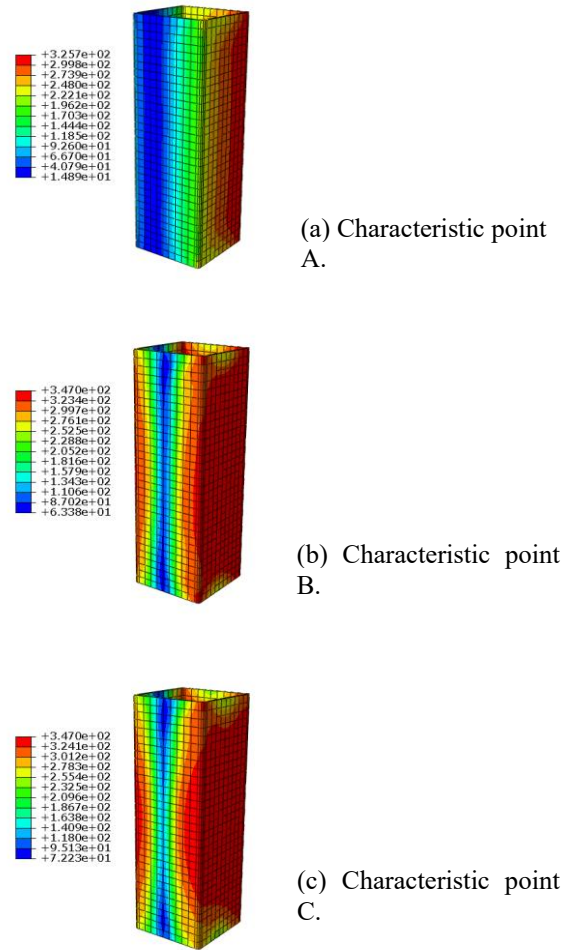 +3.257e+02
+2.998e+02
+2.739e+02
+2.480e+02
+2.221e+02
+1.962e+02
+1.703e+02
+1.444e+02
+1.185e+02
+9.260e+01
+6.670e+01
+4.079e+01
+1.489e+01
(a) Characteristic point
A.
+3.470e+02
+3.234e+02
+2.997e+02
+2.761e+02
+2.525e+02
+2.288e+02
+2.052e+02
+1.816e+02
+1.579e+02
+1.343e+02
+1.106e+02
+8.702e+01
+6.338e+01
(b) Characteristic point
B.
+3.470e+02
+3.241e+02
+3.012e+02
+2.783e+02
+2.554e+02
+2.325e+02
+2.096e+02
+1.867e+02
+1.638e+02
+1.409e+02
+1.180e+02
+9.513e+01
+7.223e+01
(c) Characteristic point
C.